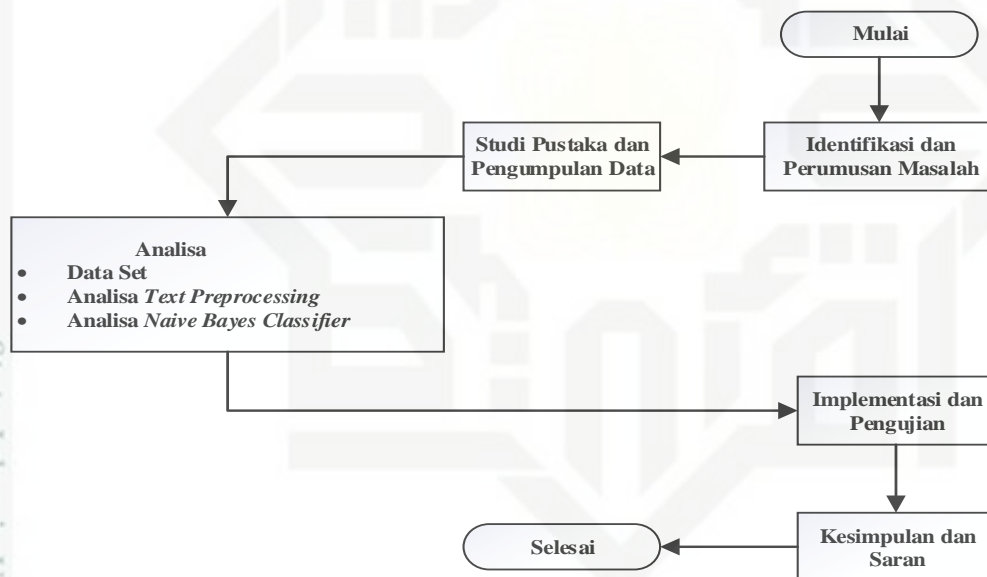 Mulai
Identifikasi dan
Perumusan Masalah
Studi Pustaka dan
Pengumpulan Data
Analisa
• Data Set
• Analisa Text Preprocessing
• Analisa Naive Bayes Classifier
Implementasi dan
Pengujian
Kesimpulan dan
Saran
Selesai